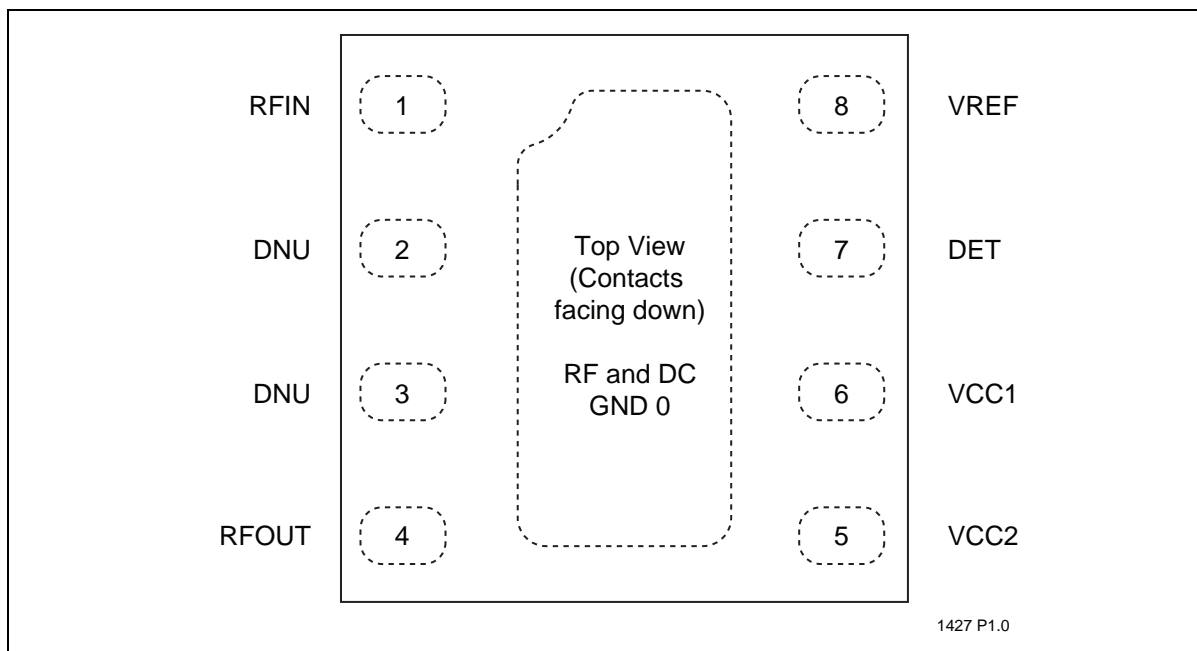 RFIN 1 8 VREF
DNU 2 7 DET
Top View
(Contacts
facing down)
DNU 3 6 VCC1
RF and DC
GND 0
RFOUT 4 5 VCC2
1427 P1.0